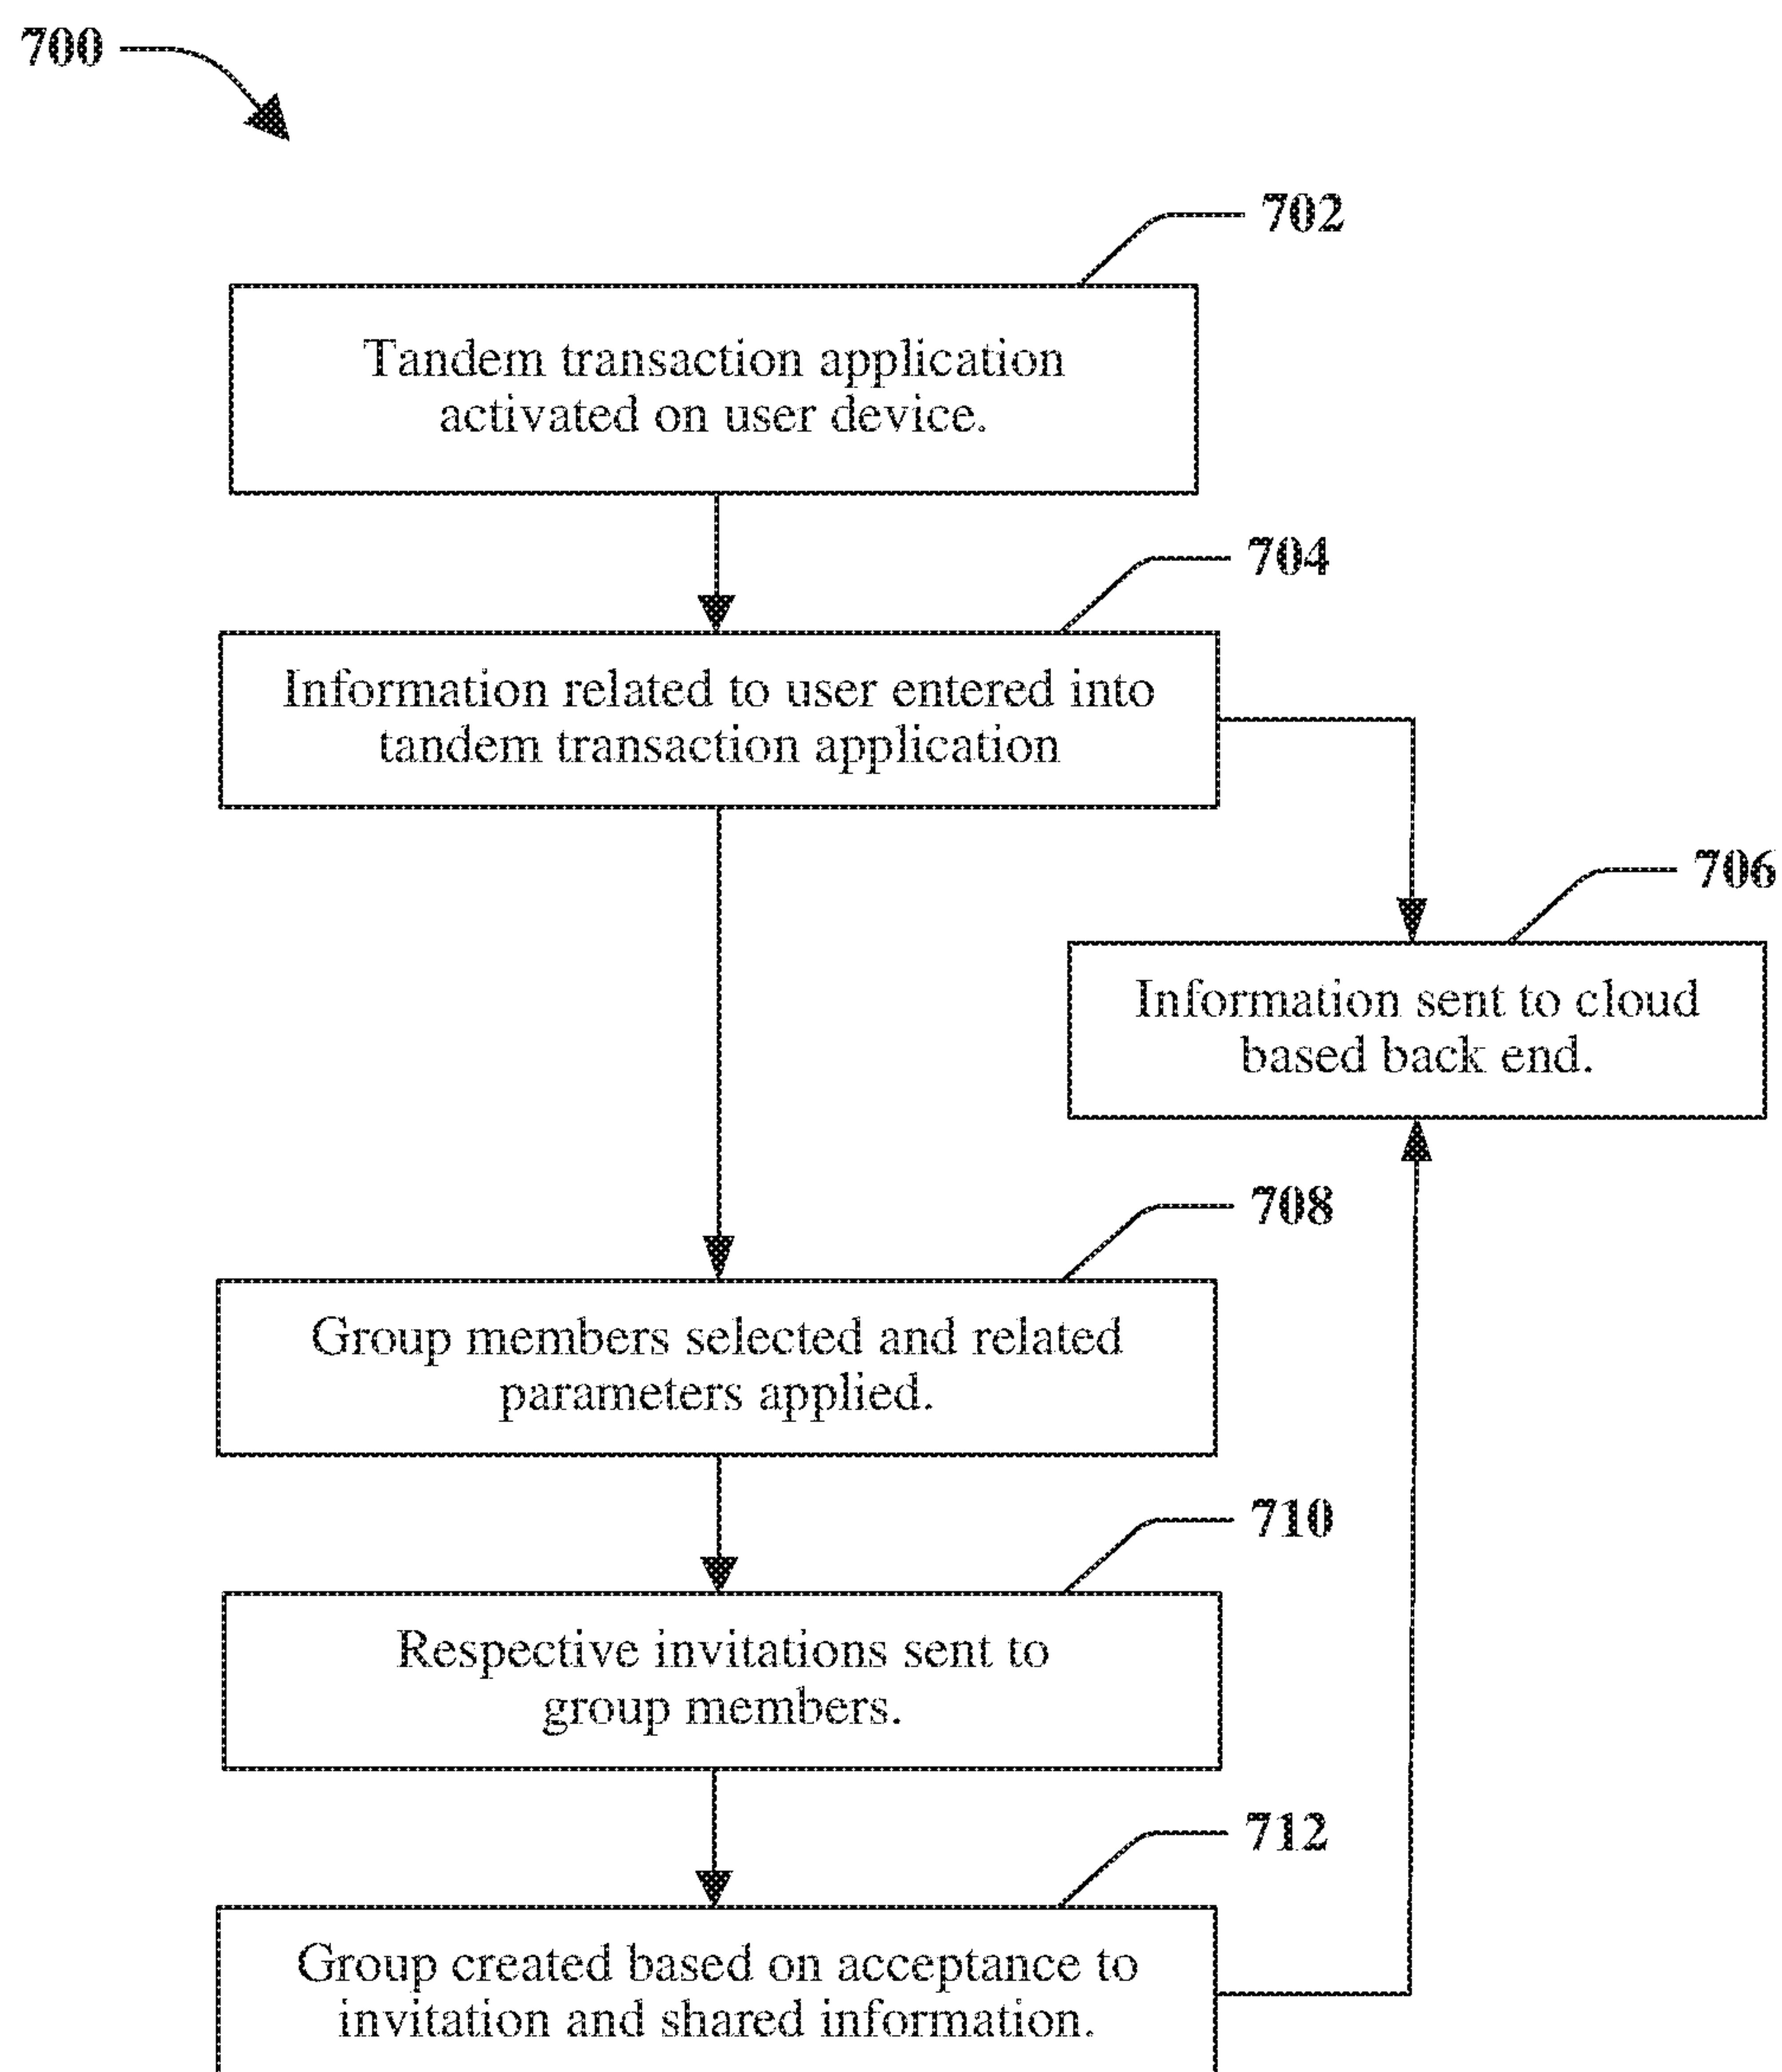 700
702
Tandem transaction application
activated on user device.
704
Information related to user entered into
tandem transaction application
706
Information sent to cloud
based back end.
708
Group members selected and related
parameters applied.
710
Respective invitations sent to
group members.
712
Group created based on acceptance to
invitation and shared information.